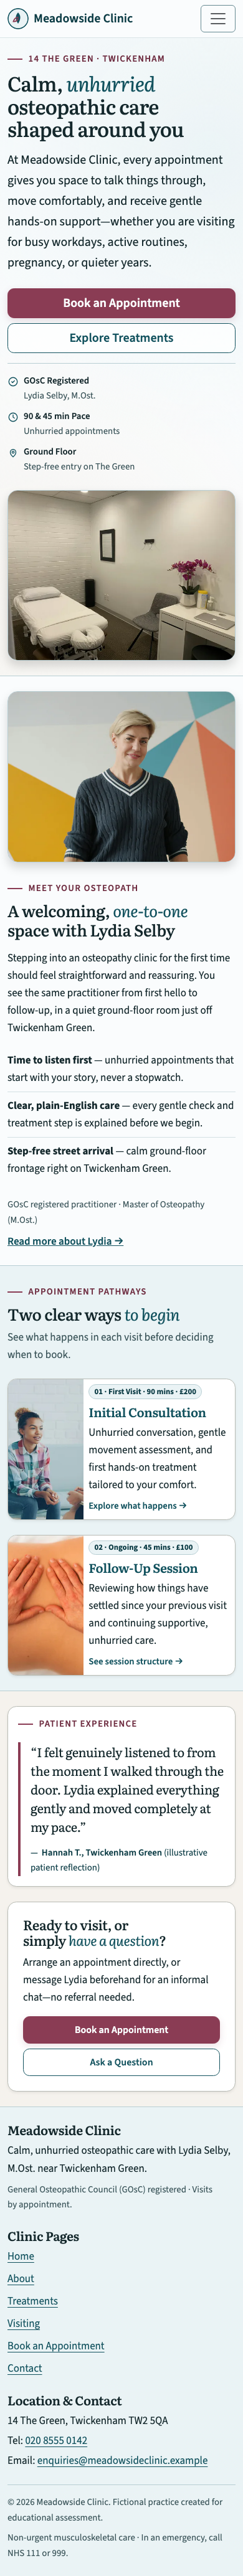 Meadowside Clinic
14 THE GREEN · TWICKENHAM
Calm, unhurried
osteopathic care
shaped around you
At Meadowside Clinic, every appointment
gives you space to talk things through,
move comfortably, and receive gentle
hands-on support—whether you are visiting
for busy workdays, active routines,
pregnancy, or quieter years.
Book an Appointment
Explore Treatments
GOsC Registered
Lydia Selby, M.Ost.
90 & 45 min Pace
Unhurried appointments
Ground Floor
Step-free entry on The Green
MEET YOUR OSTEOPATH
A welcoming, one-to-one
space with Lydia Selby
Stepping into an osteopathy clinic for the first time
should feel straightforward and reassuring. You
see the same practitioner from first hello to
follow-up, in a quiet ground-floor room just off
Twickenham Green.
Time to listen first — unhurried appointments that
start with your story, never a stopwatch.
Clear, plain-English care — every gentle check and
treatment step is explained before we begin.
Step-free street arrival — calm ground-floor
frontage right on Twickenham Green.
GOsC registered practitioner · Master of Osteopathy
(M.Ost.)
Read more about Lydia →
APPOINTMENT PATHWAYS
Two clear ways to begin
See what happens in each visit before deciding
when to book.
01 · First Visit · 90 mins · £200
Initial Consultation
Unhurried conversation, gentle
movement assessment, and
first hands-on treatment
tailored to your comfort.
Explore what happens →
02 · Ongoing · 45 mins · £100
Follow-Up Session
Reviewing how things have
settled since your previous visit
and continuing supportive,
unhurried care.
See session structure →
PATIENT EXPERIENCE
“I felt genuinely listened to from
the moment I walked through the
door. Lydia explained everything
gently and moved completely at
my pace.”
— Hannah T., Twickenham Green (illustrative
patient reflection)
Ready to visit, or
simply have a question?
Arrange an appointment directly, or
message Lydia beforehand for an informal
chat—no referral needed.
Book an Appointment
Ask a Question
Meadowside Clinic
Calm, unhurried osteopathic care with Lydia Selby,
M.Ost. near Twickenham Green.
General Osteopathic Council (GOsC) registered · Visits
by appointment.
Clinic Pages
Home
About
Treatments
Visiting
Book an Appointment
Contact
Location & Contact
14 The Green, Twickenham TW2 5QA
Tel: 020 8555 0142
Email: enquiries@meadowsideclinic.example
© 2026 Meadowside Clinic. Fictional practice created for
educational assessment.
Non-urgent musculoskeletal care · In an emergency, call
NHS 111 or 999.